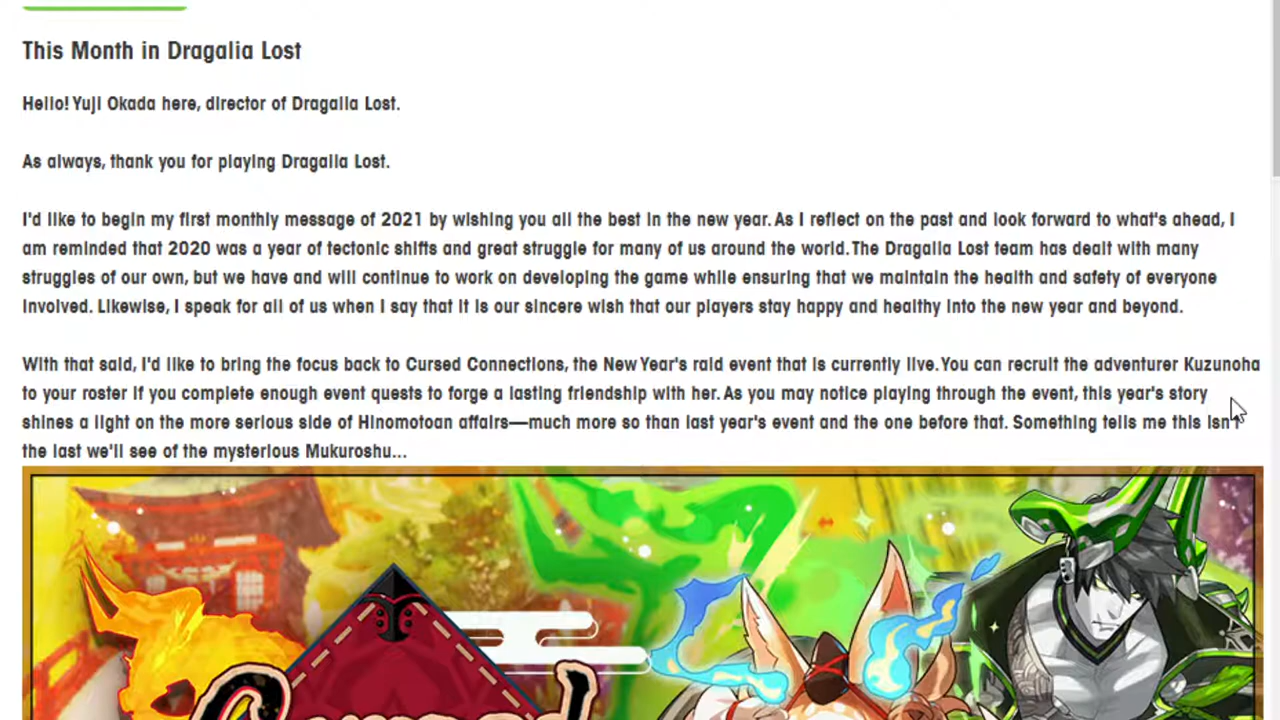 This Month in Dragalia Lost
Hello! Yuji Okada here, director of Dragalia Lost.
As always, thank you for playing Dragalia Lost.
I'd like to begin my first monthly message of 2021 by wishing you all the best in the new year. As I reflect on the past and look forward to what's ahead, I
am reminded that 2020 was a year of tectonic shifts and great struggle for many of us around the world. The Dragalia Lost team has dealt with many
struggles of our own, but we have and will continue to work on developing the game while ensuring that we maintain the health and safety of everyone
involved. Likewise, I speak for all of us when I say that it is our sincere wish that our players stay happy and healthy into the new year and beyond.
With that said, I'd like to bring the focus back to Cursed Connections, the New Year's raid event that is currently live. You can recruit the adventurer Kuzunoha
to your roster if you complete enough event quests to forge a lasting friendship with her. As you may notice playing through the event, this year's story
shines a light on the more serious side of Hinomotoan affairs—much more so than last year's event and the one before that. Something tells me this isn't
the last we'll see of the mysterious Mukuroshu...
Cursed